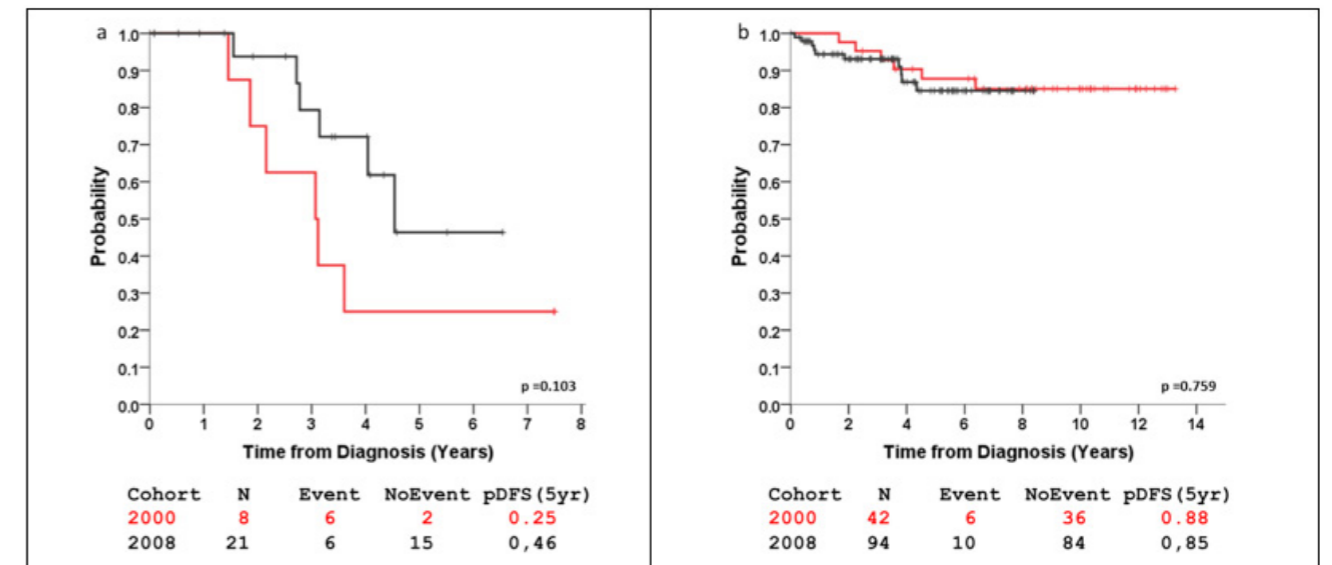 a
1.0
0.9
0.8
0.7
0.6
0.5
0.4
0.3
0.2
0.1
0.0
Probability
p =0.103
0 1 2 3 4 5 6 7 8
Time from Diagnosis (Years)
Cohort N Event NoEvent pDFS(5yr)
2000 8 6 2 0.25
2008 21 6 15 0,46
b
1.0
0.9
0.8
0.7
0.6
0.5
0.4
0.3
0.2
0.1
0.0
Probability
p =0.759
0 2 4 6 8 10 12 14
Time from Diagnosis (Years)
Cohort N Event NoEvent pDFS(5yr)
2000 42 6 36 0.88
2008 94 10 84 0,85